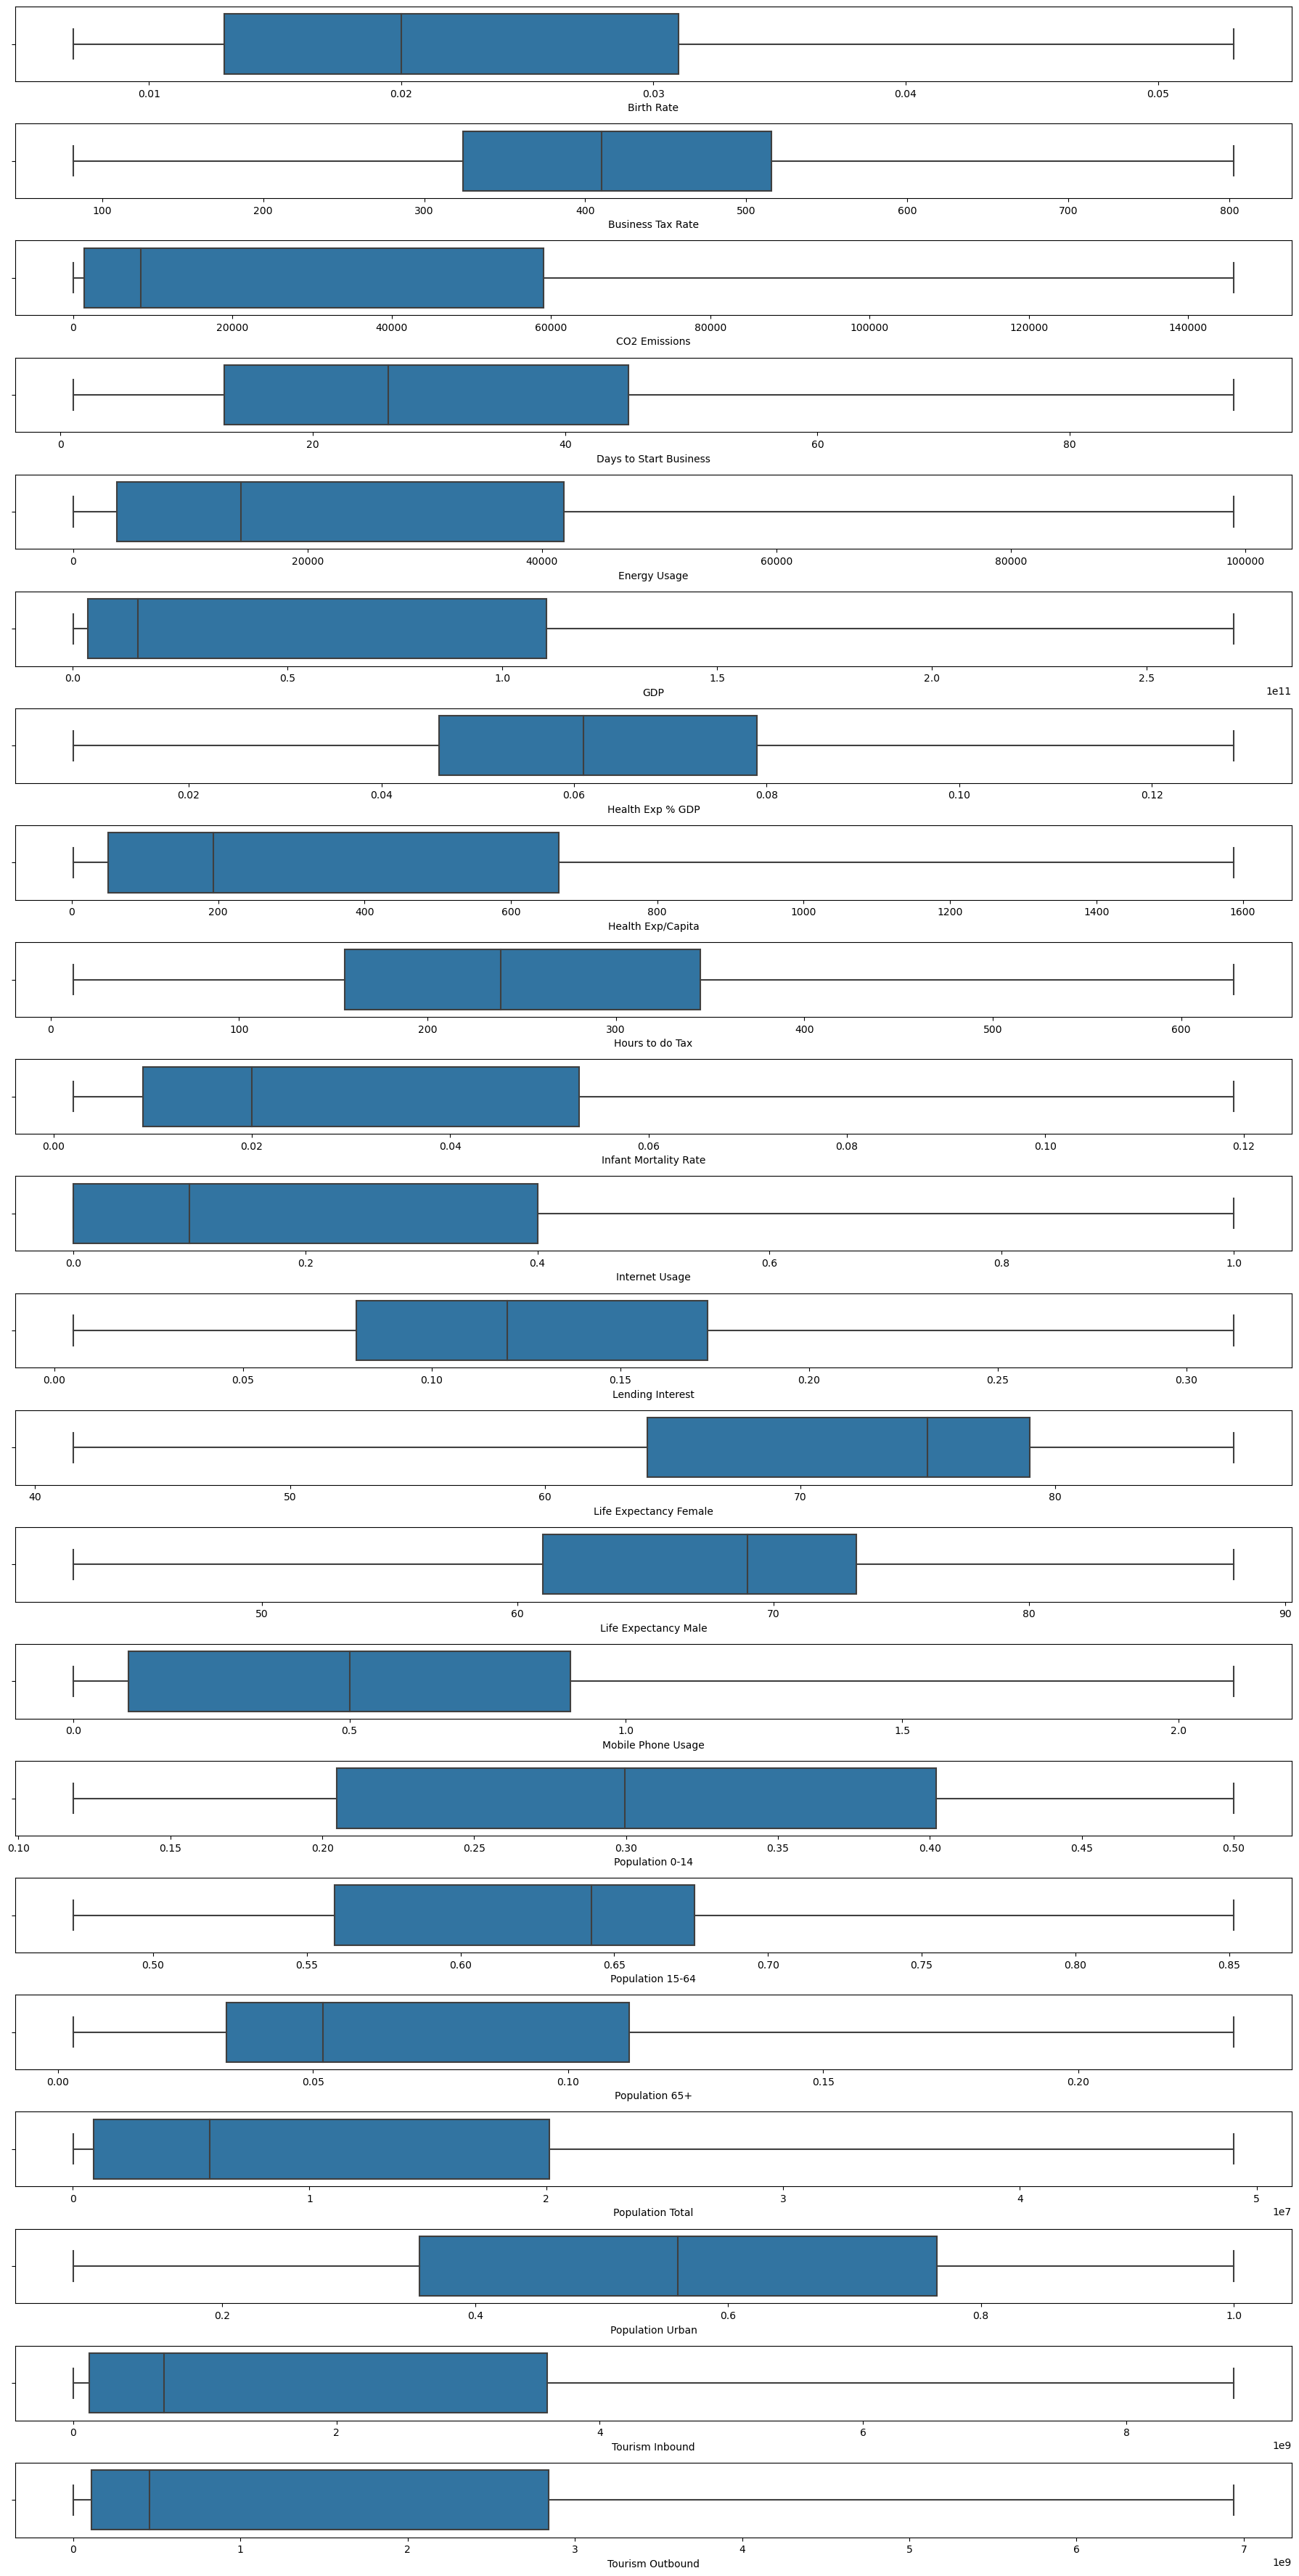 0.01 0.02 0.03 0.04 0.05
Birth Rate
100 200 300 400 500 600 700 800
Business Tax Rate
0 20000 40000 60000 80000 100000 120000 140000
CO2 Emissions
0 20 40 60 80
Days to Start Business
0 20000 40000 60000 80000 100000
Energy Usage
0.0 0.5 1.0 1.5 2.0 2.5
GDP 1e11
0.02 0.04 0.06 0.08 0.10 0.12
Health Exp % GDP
0 200 400 600 800 1000 1200 1400 1600
Health Exp/Capita
0 100 200 300 400 500 600
Hours to do Tax
0.00 0.02 0.04 0.06 0.08 0.10 0.12
Infant Mortality Rate
0.0 0.2 0.4 0.6 0.8 1.0
Internet Usage
0.00 0.05 0.10 0.15 0.20 0.25 0.30
Lending Interest
40 50 60 70 80
Life Expectancy Female
50 60 70 80 90
Life Expectancy Male
0.0 0.5 1.0 1.5 2.0
Mobile Phone Usage
0.10 0.15 0.20 0.25 0.30 0.35 0.40 0.45 0.50
Population 0-14
0.50 0.55 0.60 0.65 0.70 0.75 0.80 0.85
Population 15-64
0.00 0.05 0.10 0.15 0.20
Population 65+
0 1 2 3 4 5
Population Total 1e7
0.2 0.4 0.6 0.8 1.0
Population Urban
0 2 4 6 8
Tourism Inbound 1e9
0 1 2 3 4 5 6 7
Tourism Outbound 1e9